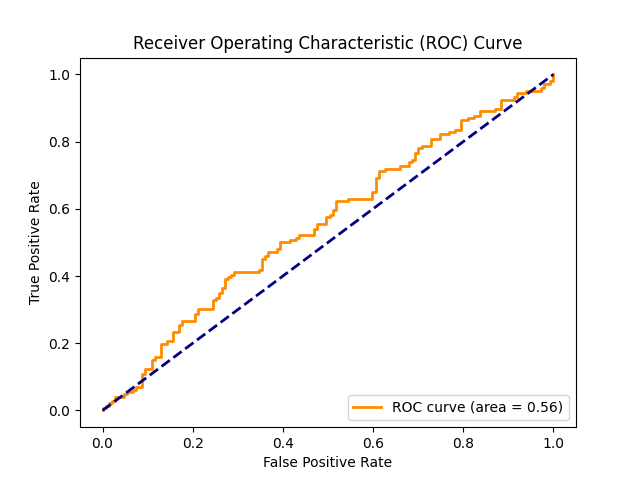 Receiver Operating Characteristic (ROC) Curve
True Positive Rate
1.0
0.8
0.6
0.4
0.2
0.0
ROC curve (area = 0.56)
0.0 0.2 0.4 0.6 0.8 1.0
False Positive Rate